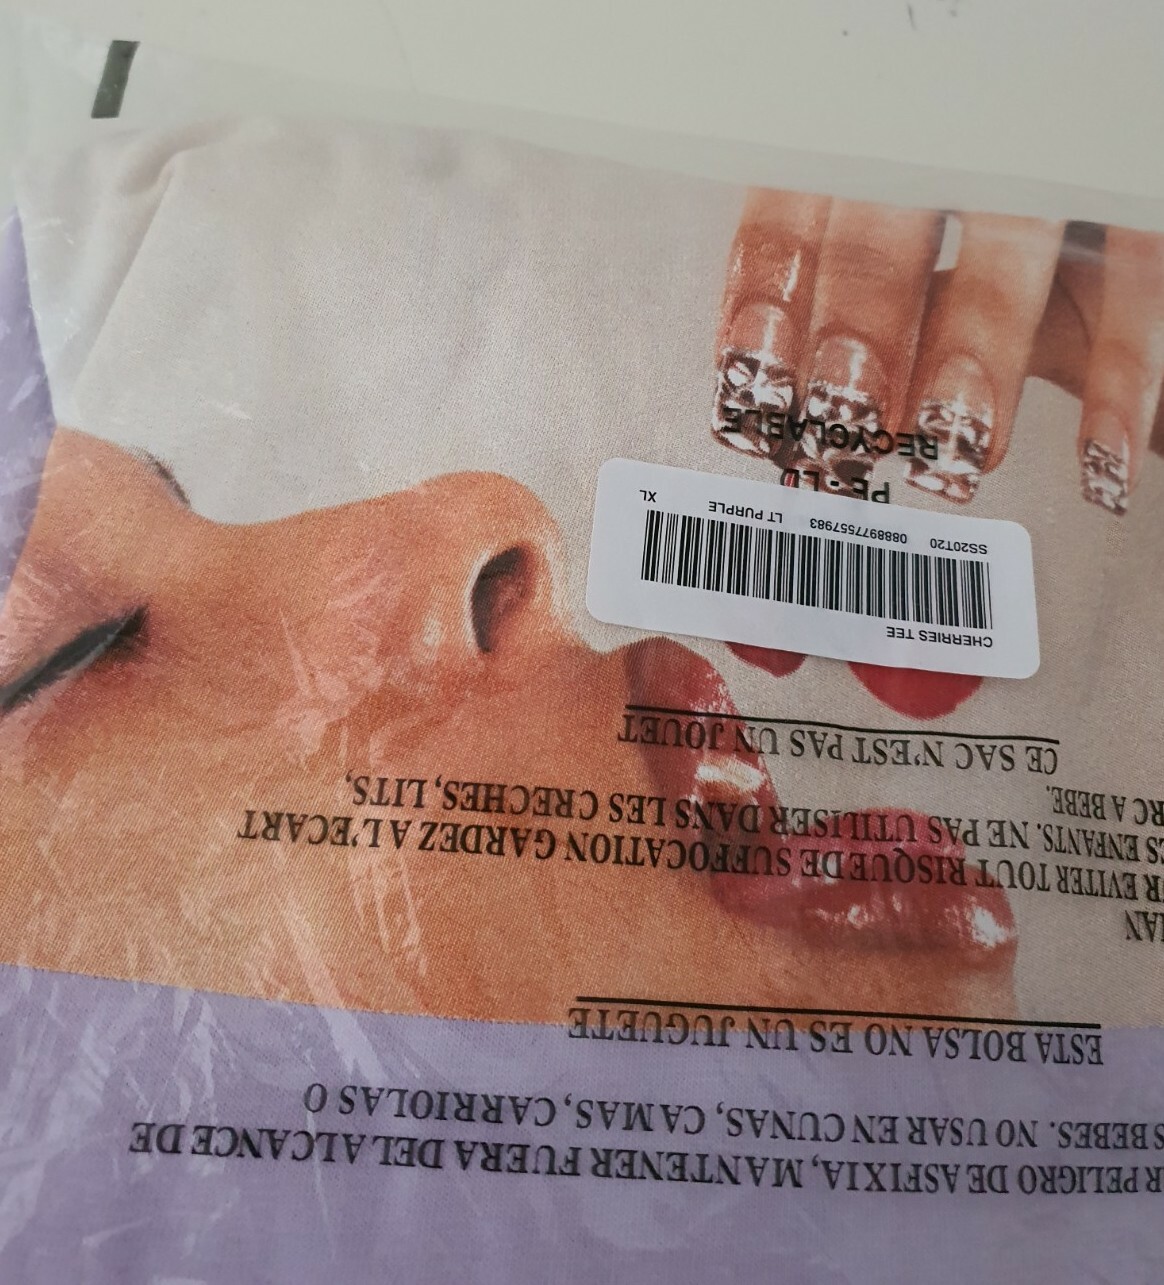 PELIGRO DE ASFIXIA, MANTENER FUERA DEL ALCANCE DE
BEBES. NO USAR EN CUNAS, CAMAS, CARRIOLAS O
ESTA BOLSA NO ES UN JUGUETE
EVITER TOUT RISQUE DE SUFFOCATION GARDEZ A L'ECART
ENFANTS. NE PAS UTILISER DANS LES CRECHES, LITS,
A BEBE.
CE SAC N'EST PAS UN JOUET
CHERRIES TEE
SS20T20 0888977557983 LT PURPLE XL
PE-LD
RECYCLABLE